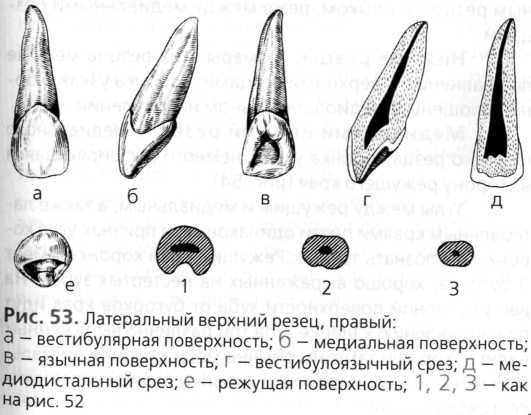 а
б
в
г
д
е
1
2
3
Рис. 53. Латеральный верхний резец, правый:
а – вестибулярная поверхность; б – медиальная поверхность;
в – язычная поверхность; г – вестибулоязычный срез; д – ме-
диодистальный срез; е – режущая поверхность; 1, 2, 3 – как
на рис. 52